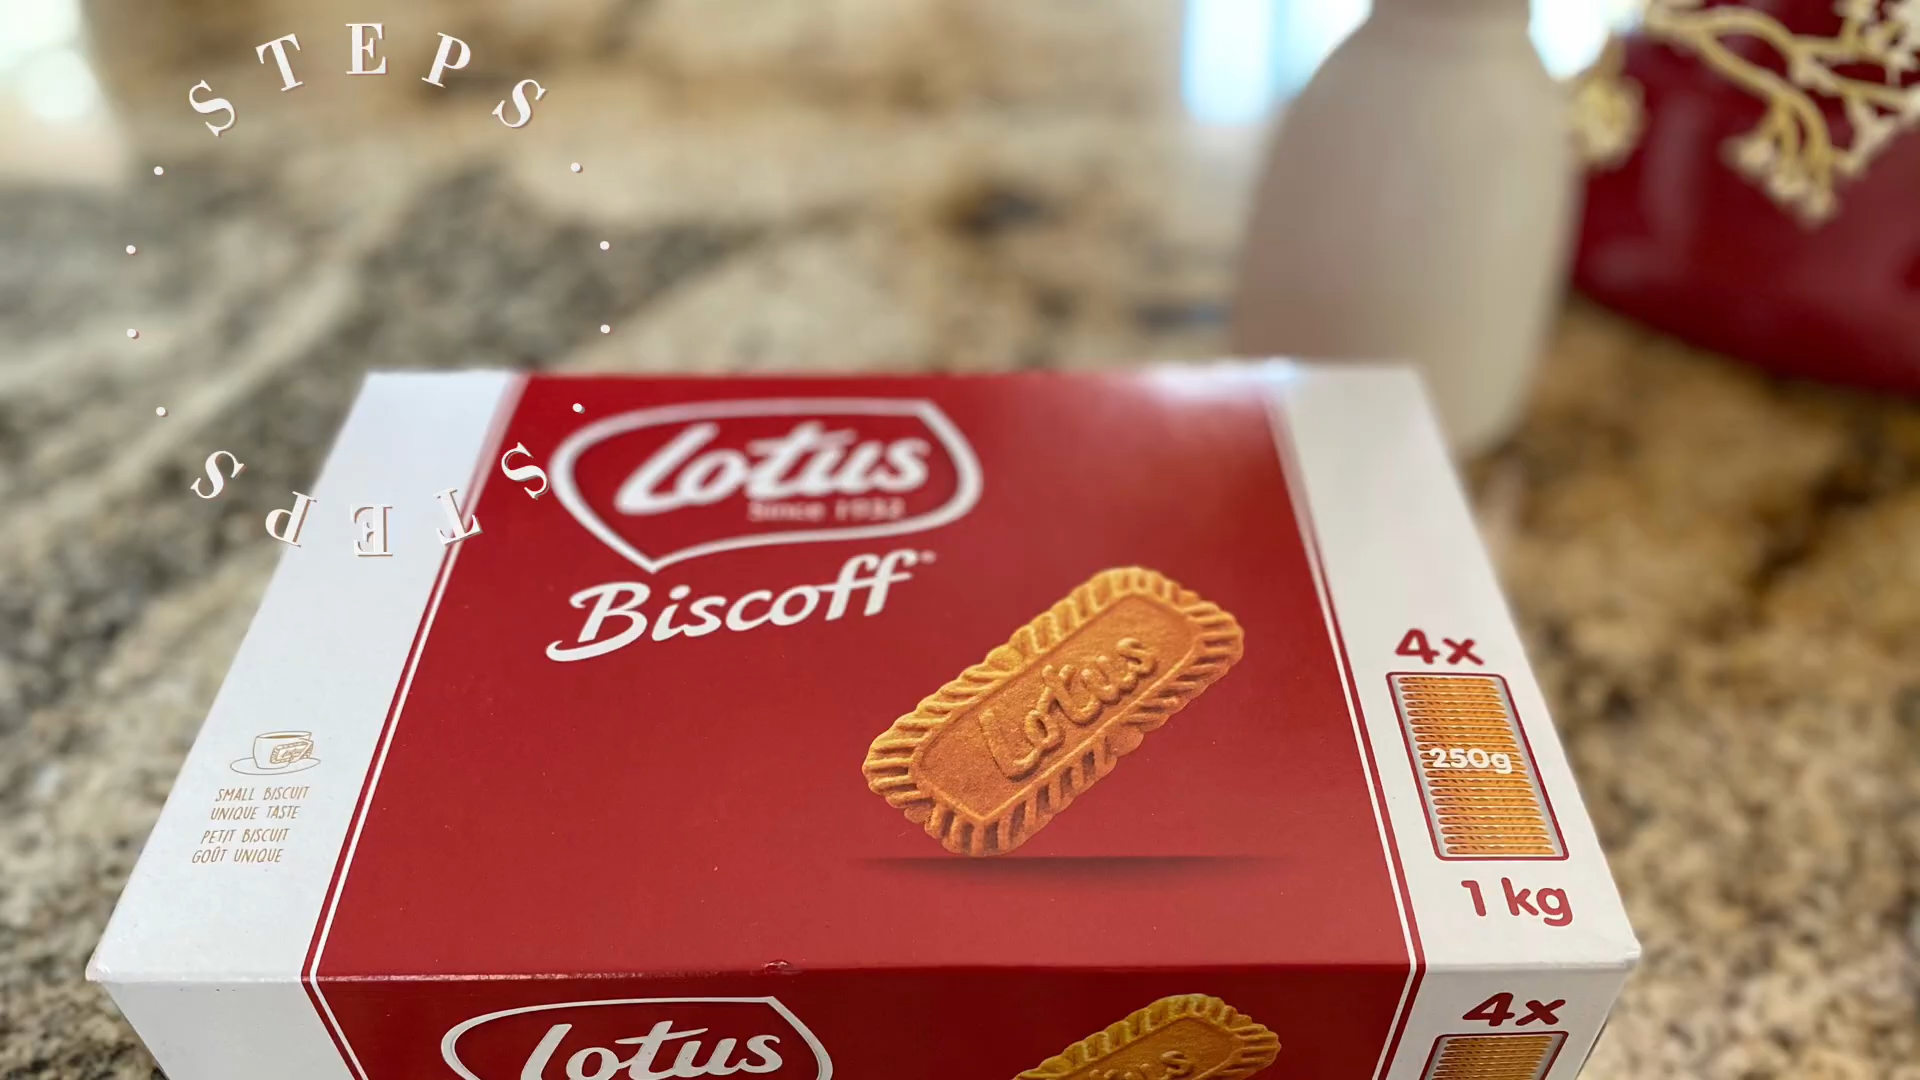 STEPS
STEPS
Lotus
Since 1932
Biscoff
Lotus
4x
250g
1 kg
SMALL BISCUIT
UNIQUE TASTE
PETIT BISCUIT
GOÛT UNIQUE
Lotus
4x
Lotus